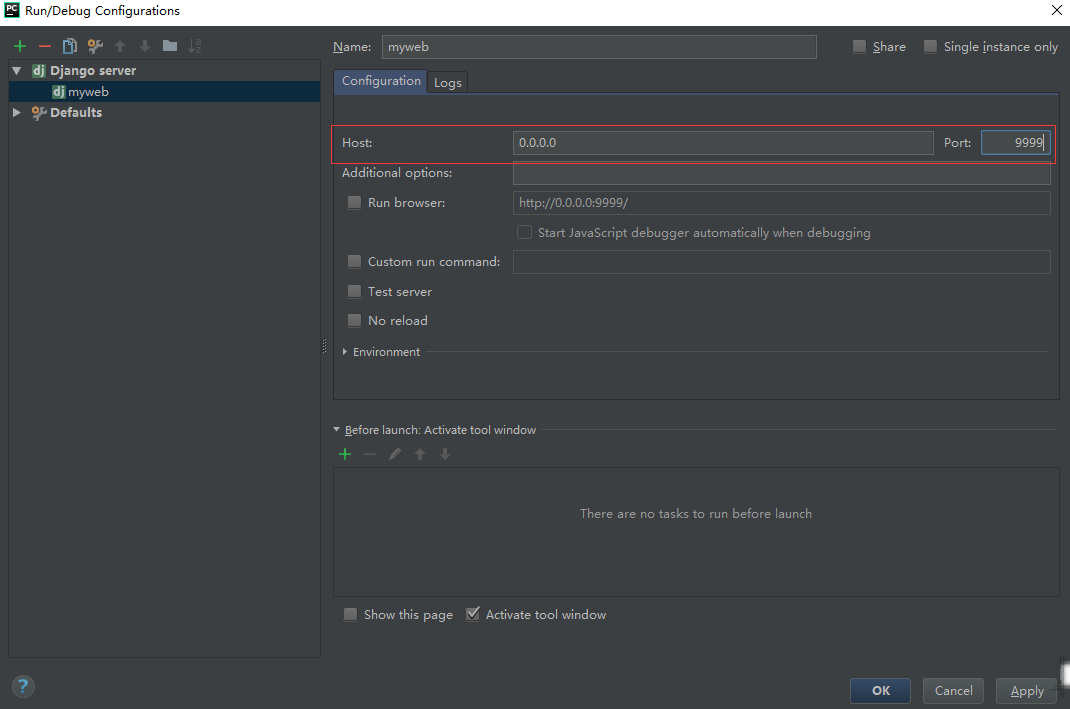 PC Run/Debug Configurations
Name: myweb Share Single instance only
dj Django server
dj myweb
Defaults
Configuration Logs
Host: 0.0.0.0 Port: 9999
Additional options:
Run browser: http://0.0.0.0:9999/
Start JavaScript debugger automatically when debugging
Custom run command:
Test server
No reload
Environment
Before launch: Activate tool window
There are no tasks to run before launch
Show this page Activate tool window
? OK Cancel Apply